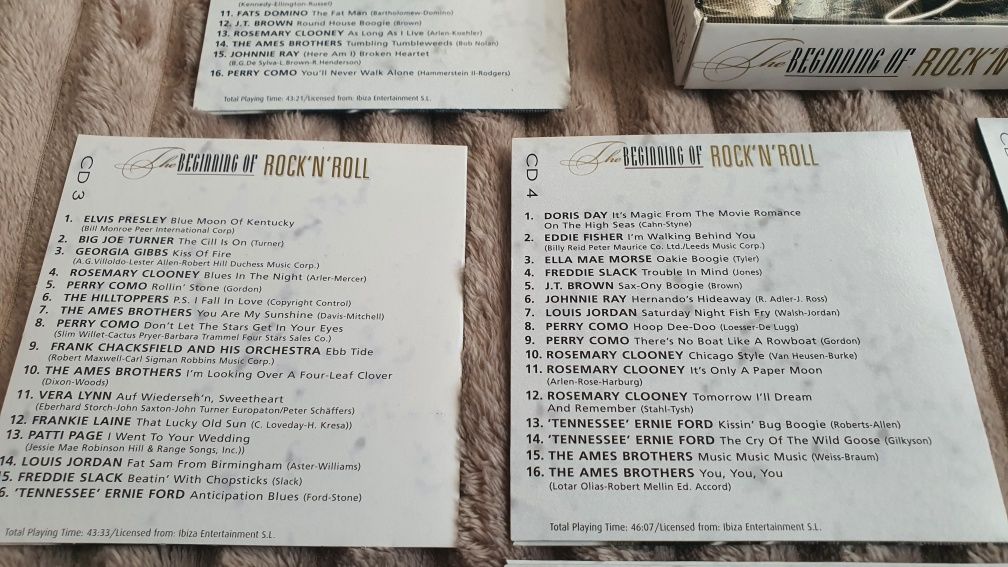 (Kennedy-Ellington-Russel)
11. FATS DOMINO The Fat Man (Bartholomew-Domino)
12. J.T. BROWN Round House Boogie (Brown)
13. ROSEMARY CLOONEY As Long As I Live (Arlen-Koehler)
14. THE AMES BROTHERS Tumbling Tumbleweeds (Bob Nolan)
15. JOHNNIE RAY (Here Am I) Broken Heartet
(B.G.De Sylva-L.Brown-R.Henderson)
16. PERRY COMO You'll Never Walk Alone (Hammerstein II-Rodgers)
Total Playing Time: 43:21/Licensed from: Ibiza Entertainment S.L.
The BEGINNING OF ROCK'N'
CD 3
The BEGINNING OF ROCK'N'ROLL
1. ELVIS PRESLEY Blue Moon Of Kentucky
(Bill Monroe Peer International Corp)
2. BIG JOE TURNER The Cill Is On (Turner)
3. GEORGIA GIBBS Kiss Of Fire
(A.G.Villoldo-Lester Allen-Robert Hill Duchess Music Corp.)
4. ROSEMARY CLOONEY Blues In The Night (Arler-Mercer)
5. PERRY COMO Rollin' Stone (Gordon)
6. THE HILLTOPPERS P.S. I Fall In Love (Copyright Control)
7. THE AMES BROTHERS You Are My Sunshine (Davis-Mitchell)
8. PERRY COMO Don't Let The Stars Get In Your Eyes
(Slim Willet-Cactus Pryer-Barbara Trammel Four Stars Sales Co.)
9. FRANK CHACKSFIELD AND HIS ORCHESTRA Ebb Tide
(Robert Maxwell-Carl Sigman Robbins Music Corp.)
10. THE AMES BROTHERS I'm Looking Over A Four-Leaf Clover
(Dixon-Woods)
11. VERA LYNN Auf Wiederseh'n, Sweetheart
(Eberhard Storch-John Saxton-John Turner Europaton/Peter Schäffers)
12. FRANKIE LAINE That Lucky Old Sun (C. Loveday-H. Kresa))
13. PATTI PAGE I Went To Your Wedding
(Jessie Mae Robinson Hill & Range Songs, Inc.))
14. LOUIS JORDAN Fat Sam From Birmingham (Aster-Williams)
15. FREDDIE SLACK Beatin' With Chopsticks (Slack)
6. 'TENNESSEE' ERNIE FORD Anticipation Blues (Ford-Stone)
Total Playing Time: 43:33/Licensed from: Ibiza Entertainment S.L.
CD 4
The BEGINNING OF ROCK'N'ROLL
1. DORIS DAY It's Magic From The Movie Romance
On The High Seas (Cahn-Styne)
2. EDDIE FISHER I'm Walking Behind You
(Billy Reid Peter Maurice Co. Ltd./Leeds Music Corp.)
3. ELLA MAE MORSE Oakie Boogie (Tyler)
4. FREDDIE SLACK Trouble In Mind (Jones)
5. J.T. BROWN Sax-Ony Boogie (Brown)
6. JOHNNIE RAY Hernando's Hideaway (R. Adler-J. Ross)
7. LOUIS JORDAN Saturday Night Fish Fry (Walsh-Jordan)
8. PERRY COMO Hoop Dee-Doo (Loesser-De Lugg)
9. PERRY COMO There's No Boat Like A Rowboat (Gordon)
10. ROSEMARY CLOONEY Chicago Style (Van Heusen-Burke)
11. ROSEMARY CLOONEY It's Only A Paper Moon
(Arlen-Rose-Harburg)
12. ROSEMARY CLOONEY Tomorrow I'll Dream
And Remember (Stahl-Tysh)
13. 'TENNESSEE' ERNIE FORD Kissin' Bug Boogie (Roberts-Allen)
14. 'TENNESSEE' ERNIE FORD The Cry Of The Wild Goose (Gilkyson)
15. THE AMES BROTHERS Music Music Music (Weiss-Braum)
16. THE AMES BROTHERS You, You, You
(Lotar Olias-Robert Mellin Ed. Accord)
Total Playing Time: 46:07/Licensed from: Ibiza Entertainment S.L.